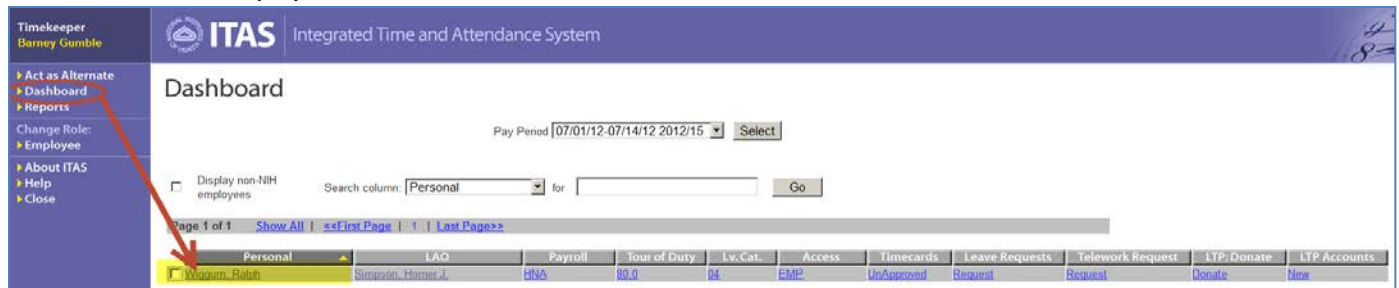 Timekeeper
Barney Gumble
ITAS Integrated Time and Attendance System
Act as Alternate
Dashboard
Reports
Change Role:
Employee
About ITAS
Help
Close
Dashboard
Pay Period 07/01/12-07/14/12 2012/15 Select
Display non-NIH employees Search column: Personal for Go
Page 1 of 1 Show All | <<First Page | 1 | Last Page>>
Personal LAO Payroll Tour of Duty Lv.Cat. Access Timecards Leave Requests Telework Request LTP: Donate LTP Accounts
Wiggum, Ralph Simpson, Homer J. HNA 80.0 04 EMP UnApproved Request Request Donate New